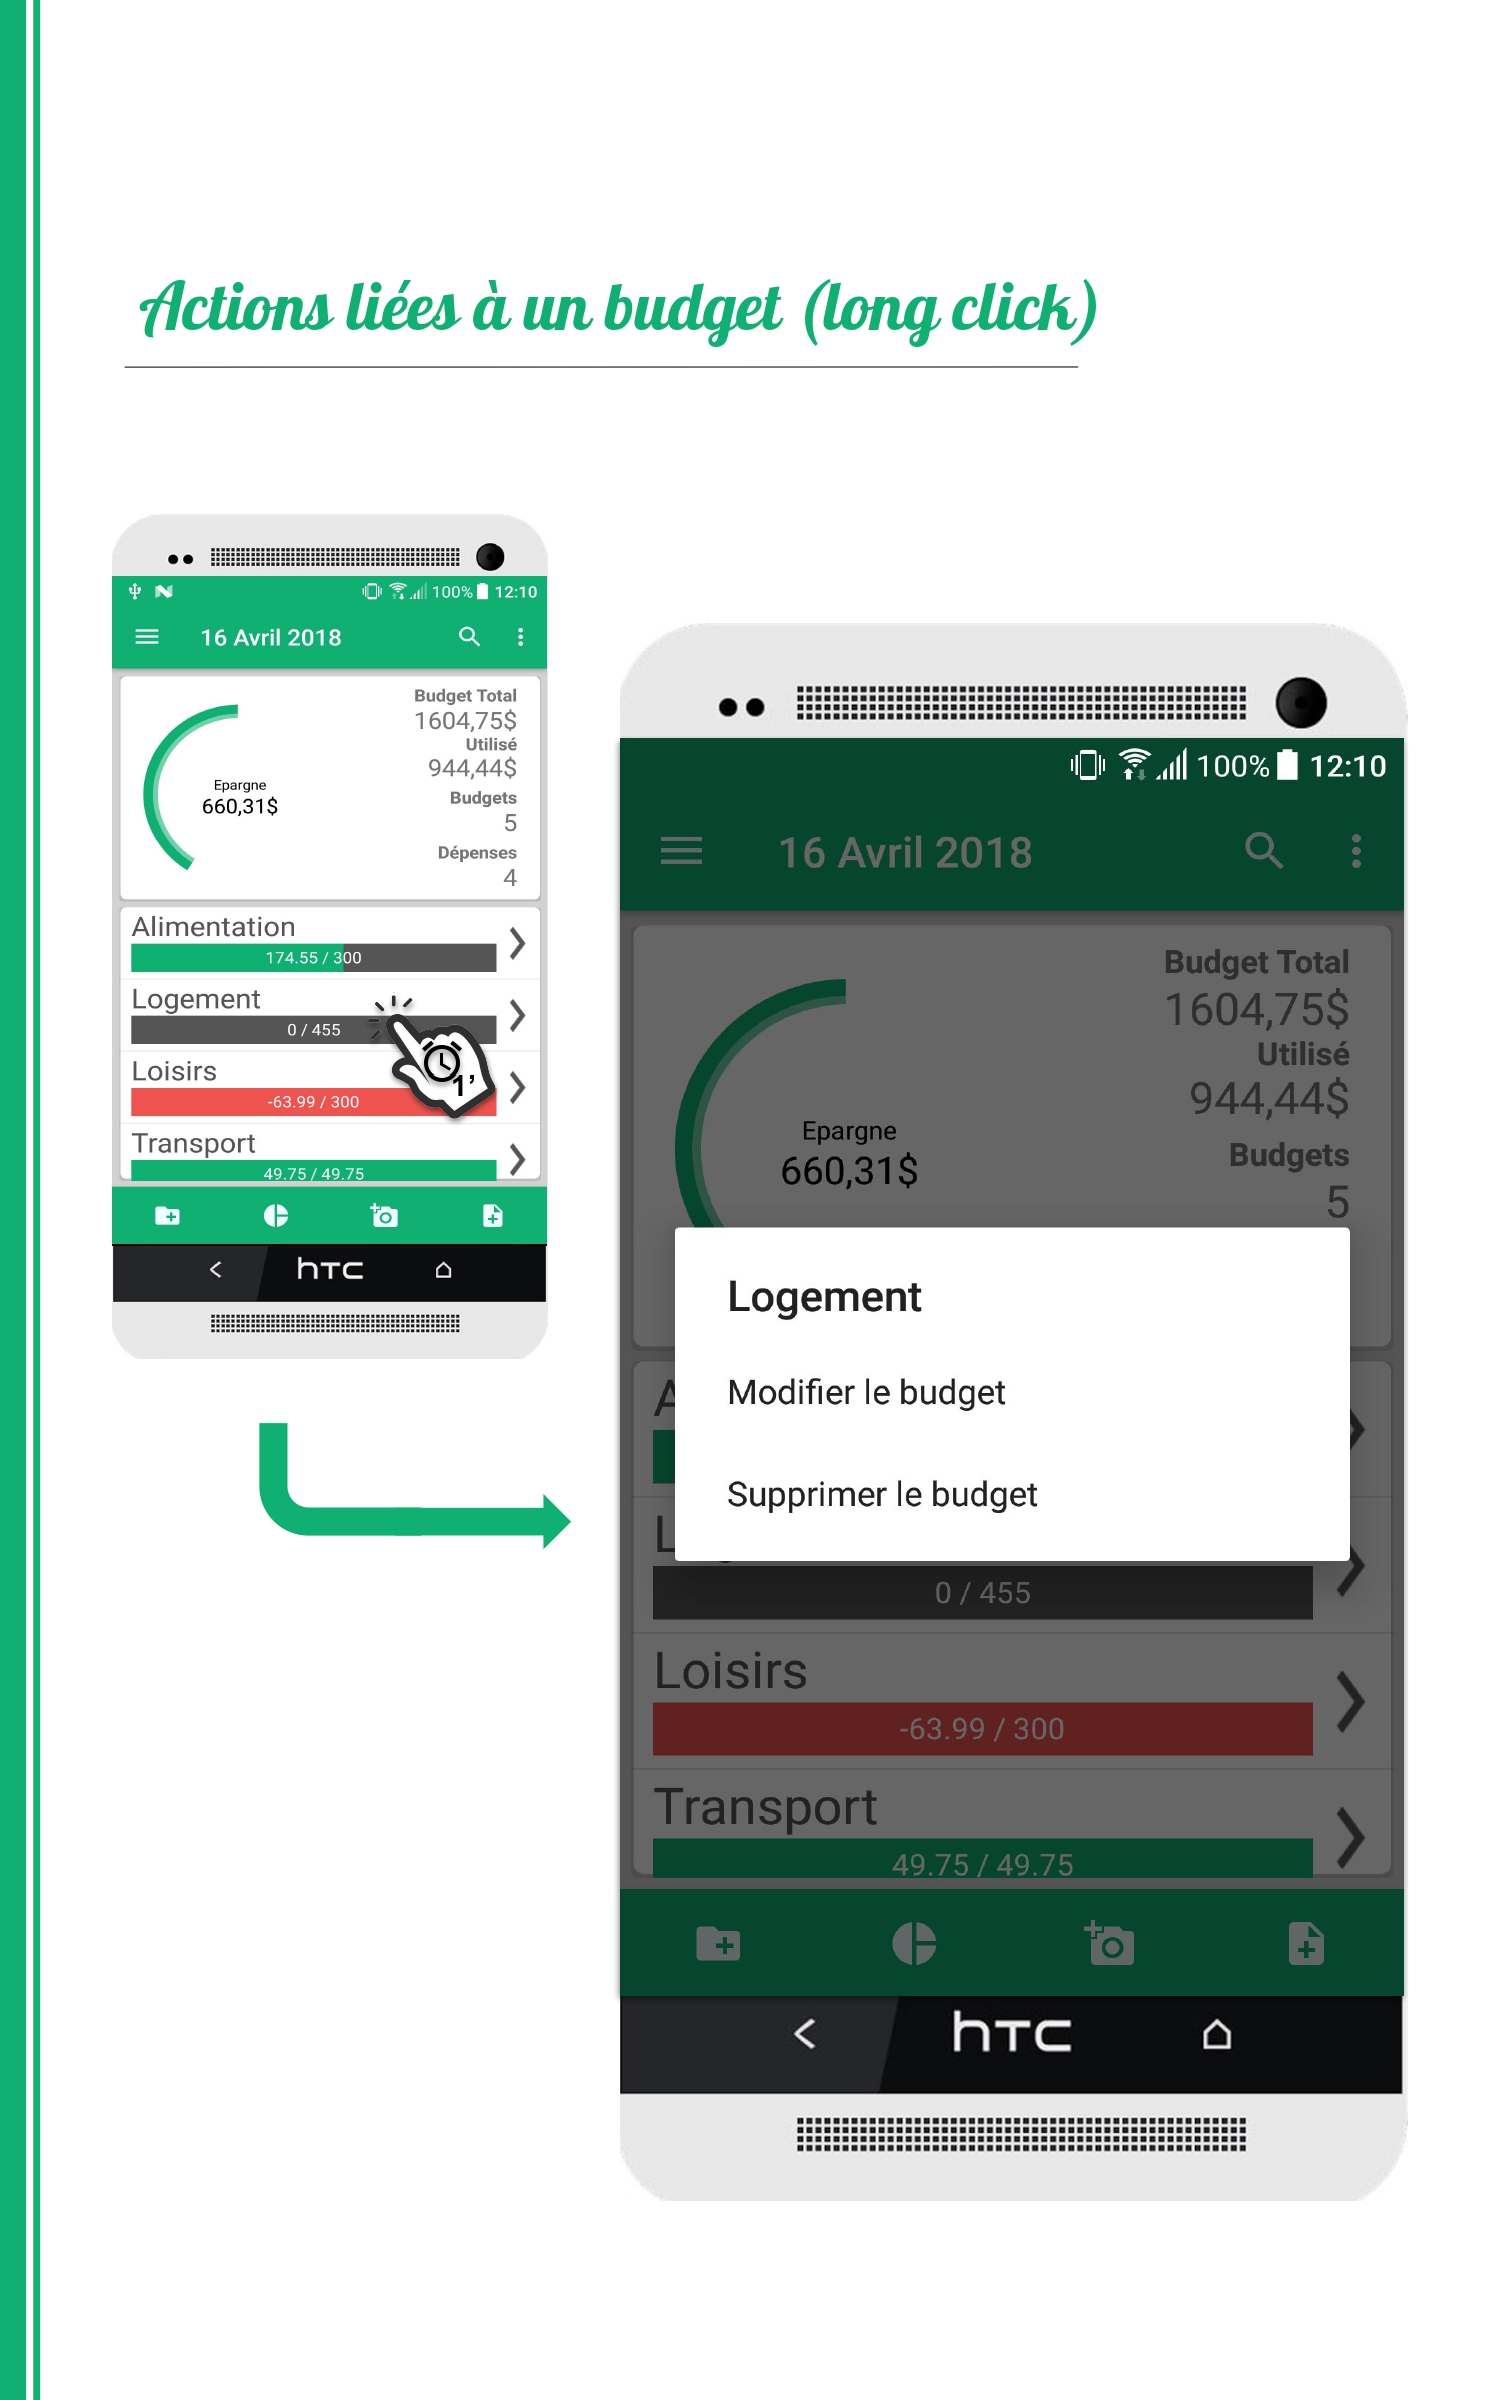 Actions liées à un budget (long click)
100% 12:10
16 Avril 2018
Budget Total
1604,75$
Utilisé
944,44$
Epargne
660,31$
Budgets
5
Dépenses
4
Alimentation
174.55 / 300
Logement
0 / 455
1'
Loisirs
-63.99 / 300
Transport
49.75 / 49.75
hTC
100% 12:10
16 Avril 2018
Budget Total
1604,75$
Utilisé
944,44$
Epargne
660,31$
Budgets
5
Logement
Modifier le budget
Supprimer le budget
0 / 455
Loisirs
-63.99 / 300
Transport
49.75 / 49.75
hTC